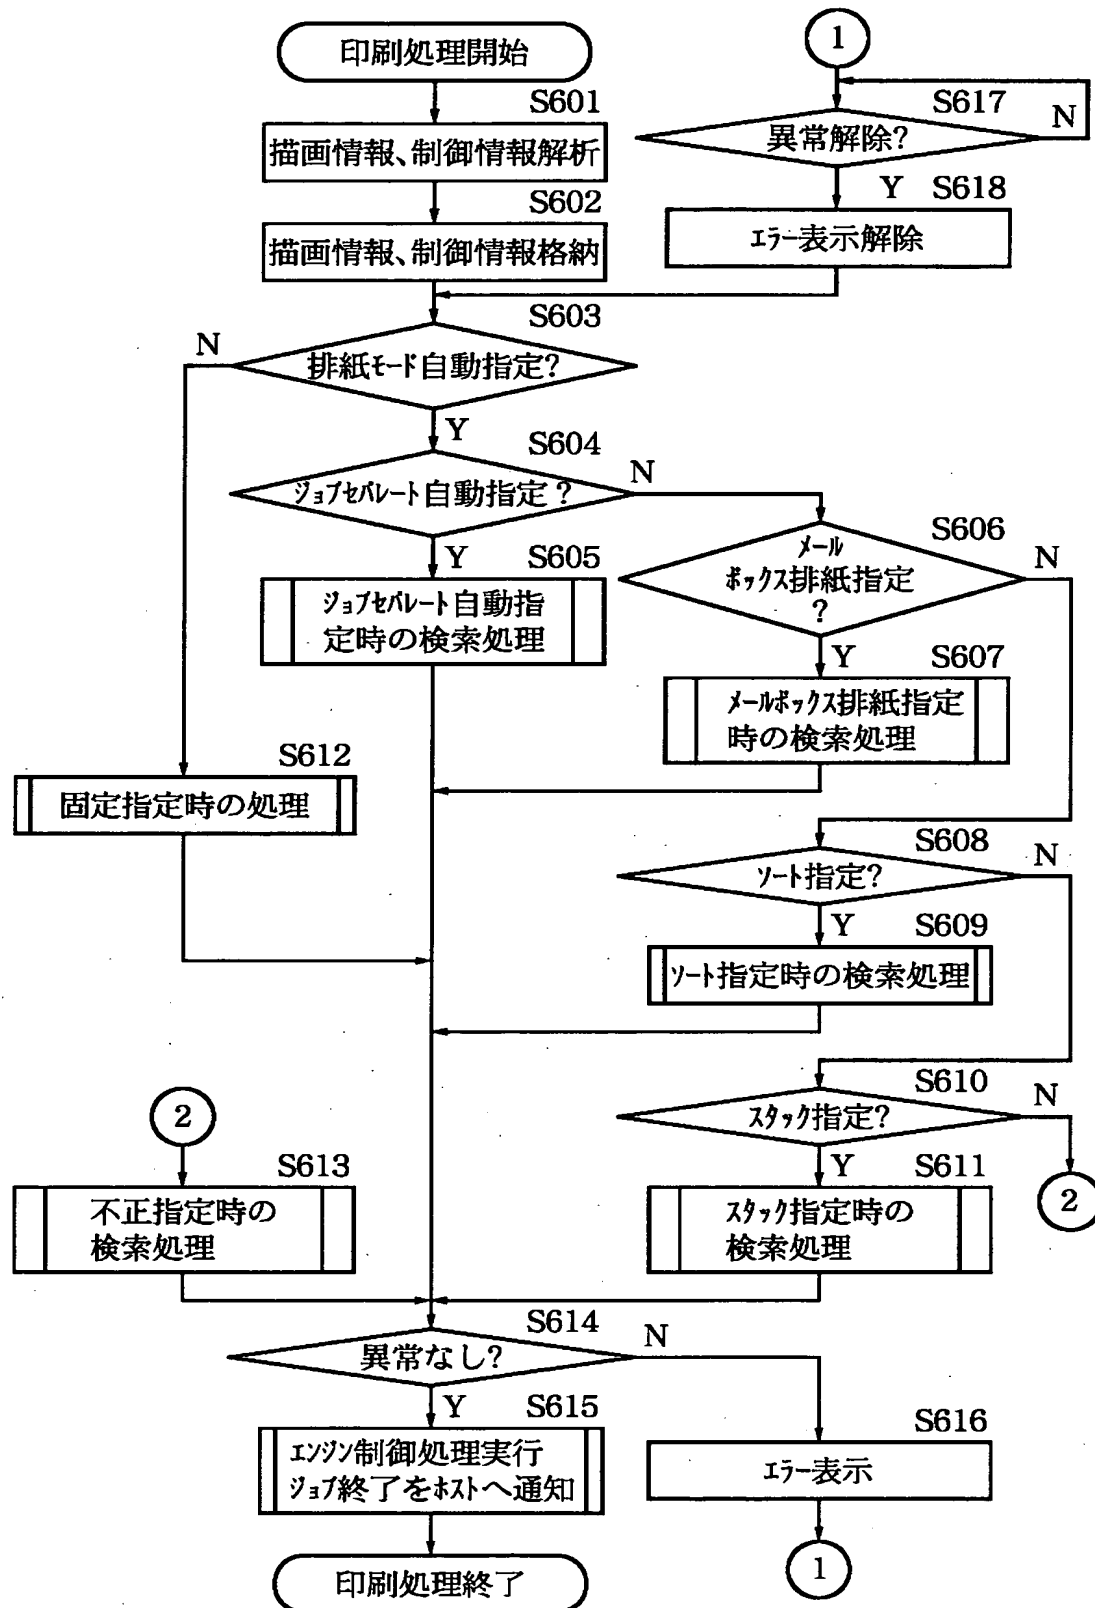 印刷処理開始
S601
描画情報、制御情報解析
S602
描画情報、制御情報格納
1
S617
異常解除?
N
Y
S618
エラー表示解除
S603
N
排紙モード自動指定?
Y
S604
N
ジョブセパレート自動指定?
Y
S605
ジョブセパレート自動指
定時の検索処理
S606
メール
ボックス排紙指定
?
N
Y
S607
メールボックス排紙指定
時の検索処理
S612
固定指定時の処理
S608
ソート指定?
N
Y
S609
ソート指定時の検索処理
S610
スタック指定?
N
2
Y
S611
スタック指定時の
検索処理
2
S613
不正指定時の
検索処理
S614
異常なし?
N
Y
S615
エンジン制御処理実行
ジョブ終了をホストへ通知
S616
エラー表示
1
印刷処理終了